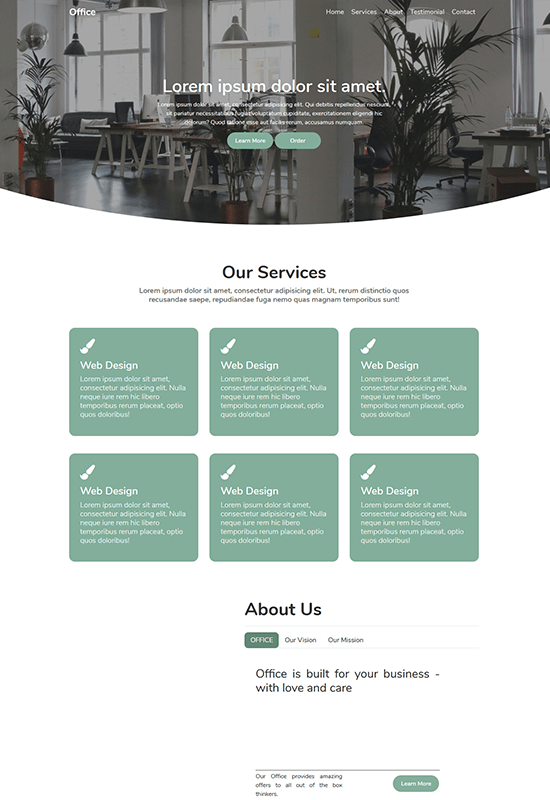 Office
Home Services About Testimonial Contact
Lorem ipsum dolor sit amet.
Lorem ipsum dolor sit amet, consectetur adipisicing elit. Qui debitis repellendus nesciunt,
sit pariatur necessitatibus fugiat voluptatum cupiditate, exercitationem eligendi hic
dolorum? Quod ratione esse aut facilis rerum, accusamus numquam
Learn More Order
Our Services
Lorem ipsum dolor sit amet, consectetur adipisicing elit. Ut, rerum distinctio quos
recusandae saepe, repudiandae fuga nemo quas magnam temporibus sunt!
Web Design
Lorem ipsum dolor sit amet,
consectetur adipisicing elit. Nulla
neque iure rem hic libero
temporibus rerum placeat, optio
quos doloribus!
Web Design
Lorem ipsum dolor sit amet,
consectetur adipisicing elit. Nulla
neque iure rem hic libero
temporibus rerum placeat, optio
quos doloribus!
Web Design
Lorem ipsum dolor sit amet,
consectetur adipisicing elit. Nulla
neque iure rem hic libero
temporibus rerum placeat, optio
quos doloribus!
Web Design
Lorem ipsum dolor sit amet,
consectetur adipisicing elit. Nulla
neque iure rem hic libero
temporibus rerum placeat, optio
quos doloribus!
Web Design
Lorem ipsum dolor sit amet,
consectetur adipisicing elit. Nulla
neque iure rem hic libero
temporibus rerum placeat, optio
quos doloribus!
Web Design
Lorem ipsum dolor sit amet,
consectetur adipisicing elit. Nulla
neque iure rem hic libero
temporibus rerum placeat, optio
quos doloribus!
About Us
OFFICE Our Vision Our Mission
Office is built for your business -
with love and care
Our Office provides amazing
offers to all out of the box
thinkers.
Learn More